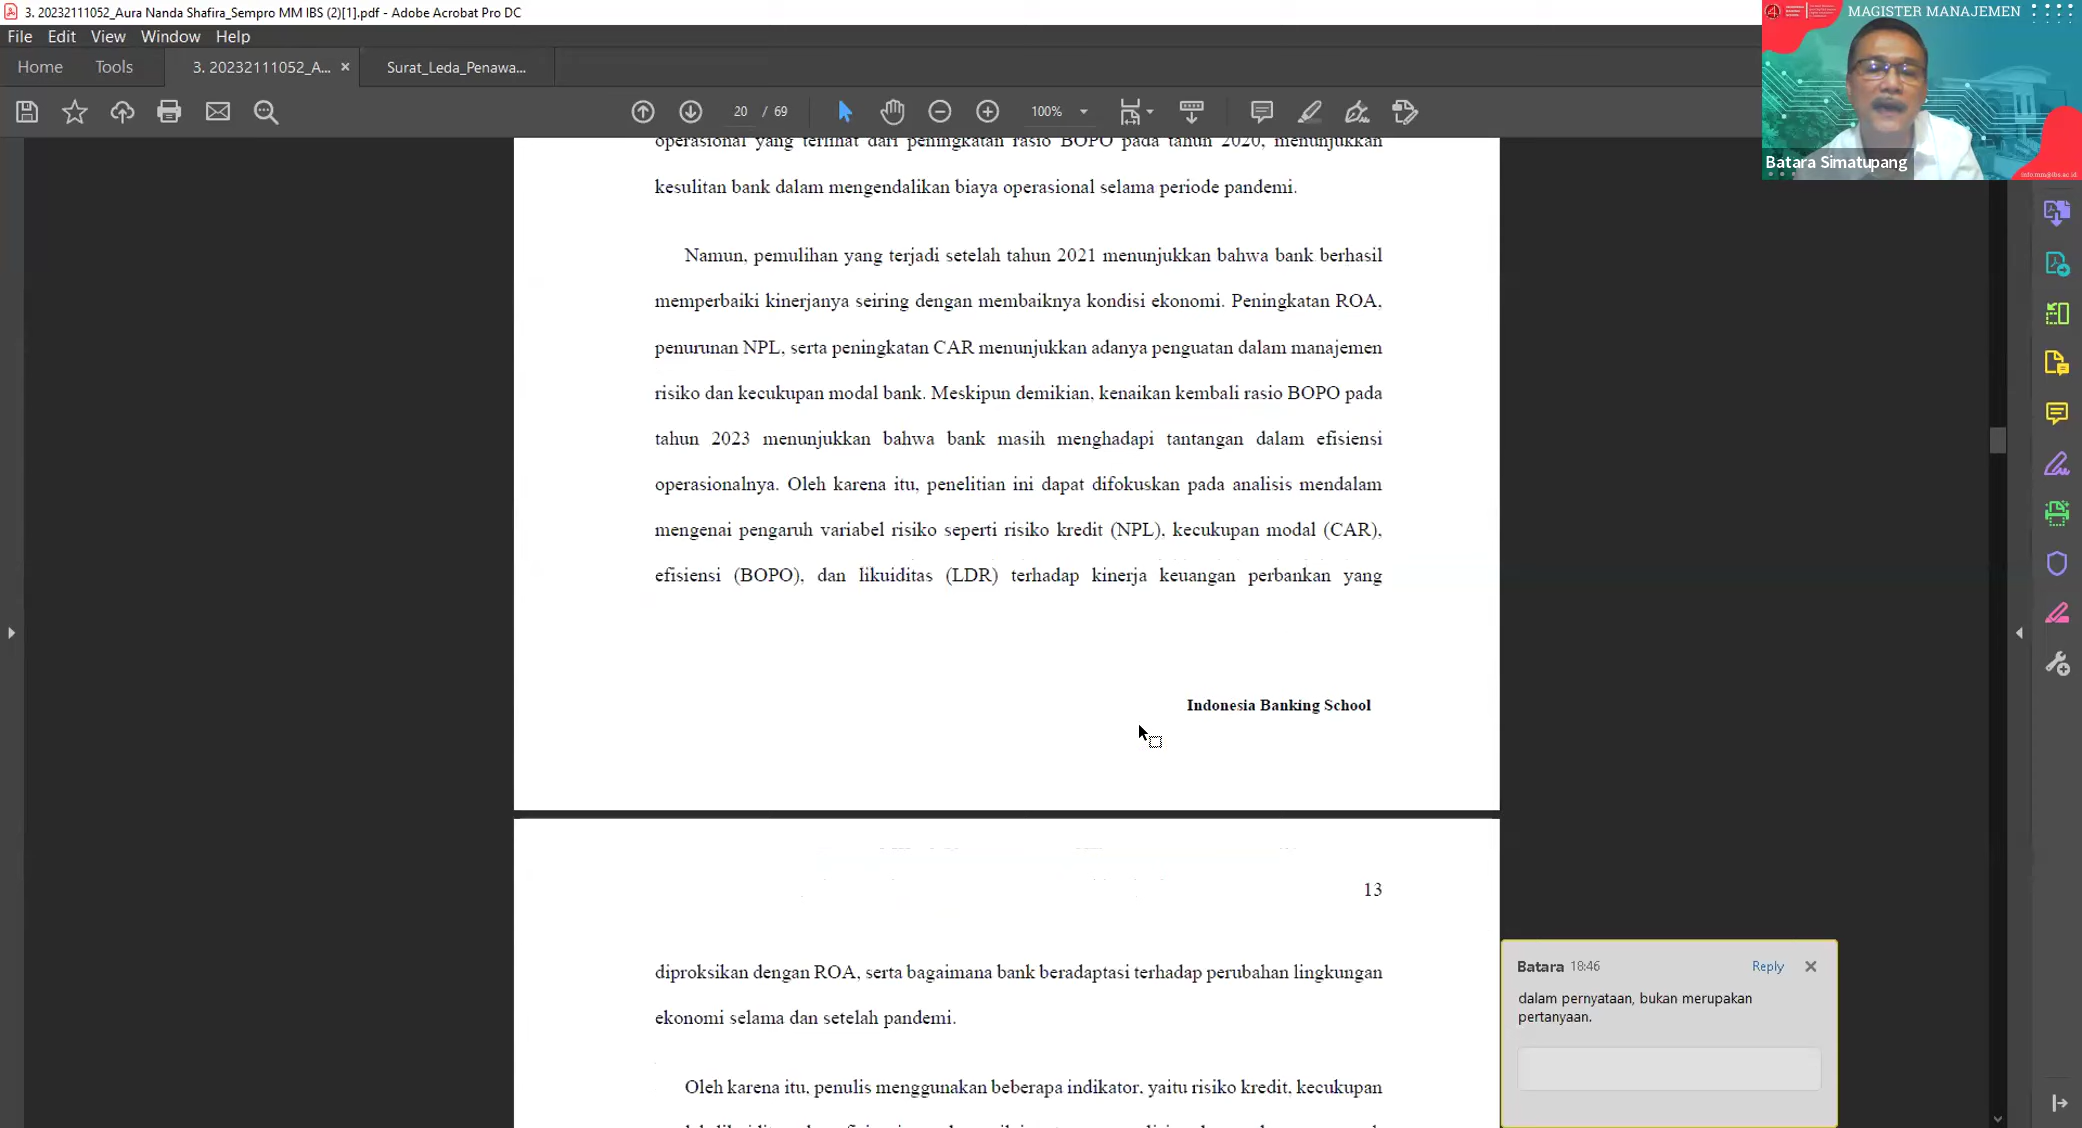 3. 20232111052_Aura Nanda Shafira_Sempro MM IBS (2)[1].pdf - Adobe Acrobat Pro DC
File Edit View Window Help
Home Tools 3. 20232111052_A... × Surat_Leda_Penawa...
20 / 69 100%
MAGISTER MANAJEMEN
Batara Simatupang
info.mm@ibs.ac.id
operasional yang terlihat dari peningkatan rasio BOPO pada tahun 2020, menunjukkan
kesulitan bank dalam mengendalikan biaya operasional selama periode pandemi.
Namun, pemulihan yang terjadi setelah tahun 2021 menunjukkan bahwa bank berhasil
memperbaiki kinerjanya seiring dengan membaiknya kondisi ekonomi. Peningkatan ROA,
penurunan NPL, serta peningkatan CAR menunjukkan adanya penguatan dalam manajemen
risiko dan kecukupan modal bank. Meskipun demikian, kenaikan kembali rasio BOPO pada
tahun 2023 menunjukkan bahwa bank masih menghadapi tantangan dalam efisiensi
operasionalnya. Oleh karena itu, penelitian ini dapat difokuskan pada analisis mendalam
mengenai pengaruh variabel risiko seperti risiko kredit (NPL), kecukupan modal (CAR),
efisiensi (BOPO), dan likuiditas (LDR) terhadap kinerja keuangan perbankan yang
Indonesia Banking School
13
diproksikan dengan ROA, serta bagaimana bank beradaptasi terhadap perubahan lingkungan
ekonomi selama dan setelah pandemi.
Oleh karena itu, penulis menggunakan beberapa indikator, yaitu risiko kredit, kecukupan
Batara 18:46 Reply
dalam pernyataan, bukan merupakan
pertanyaan.